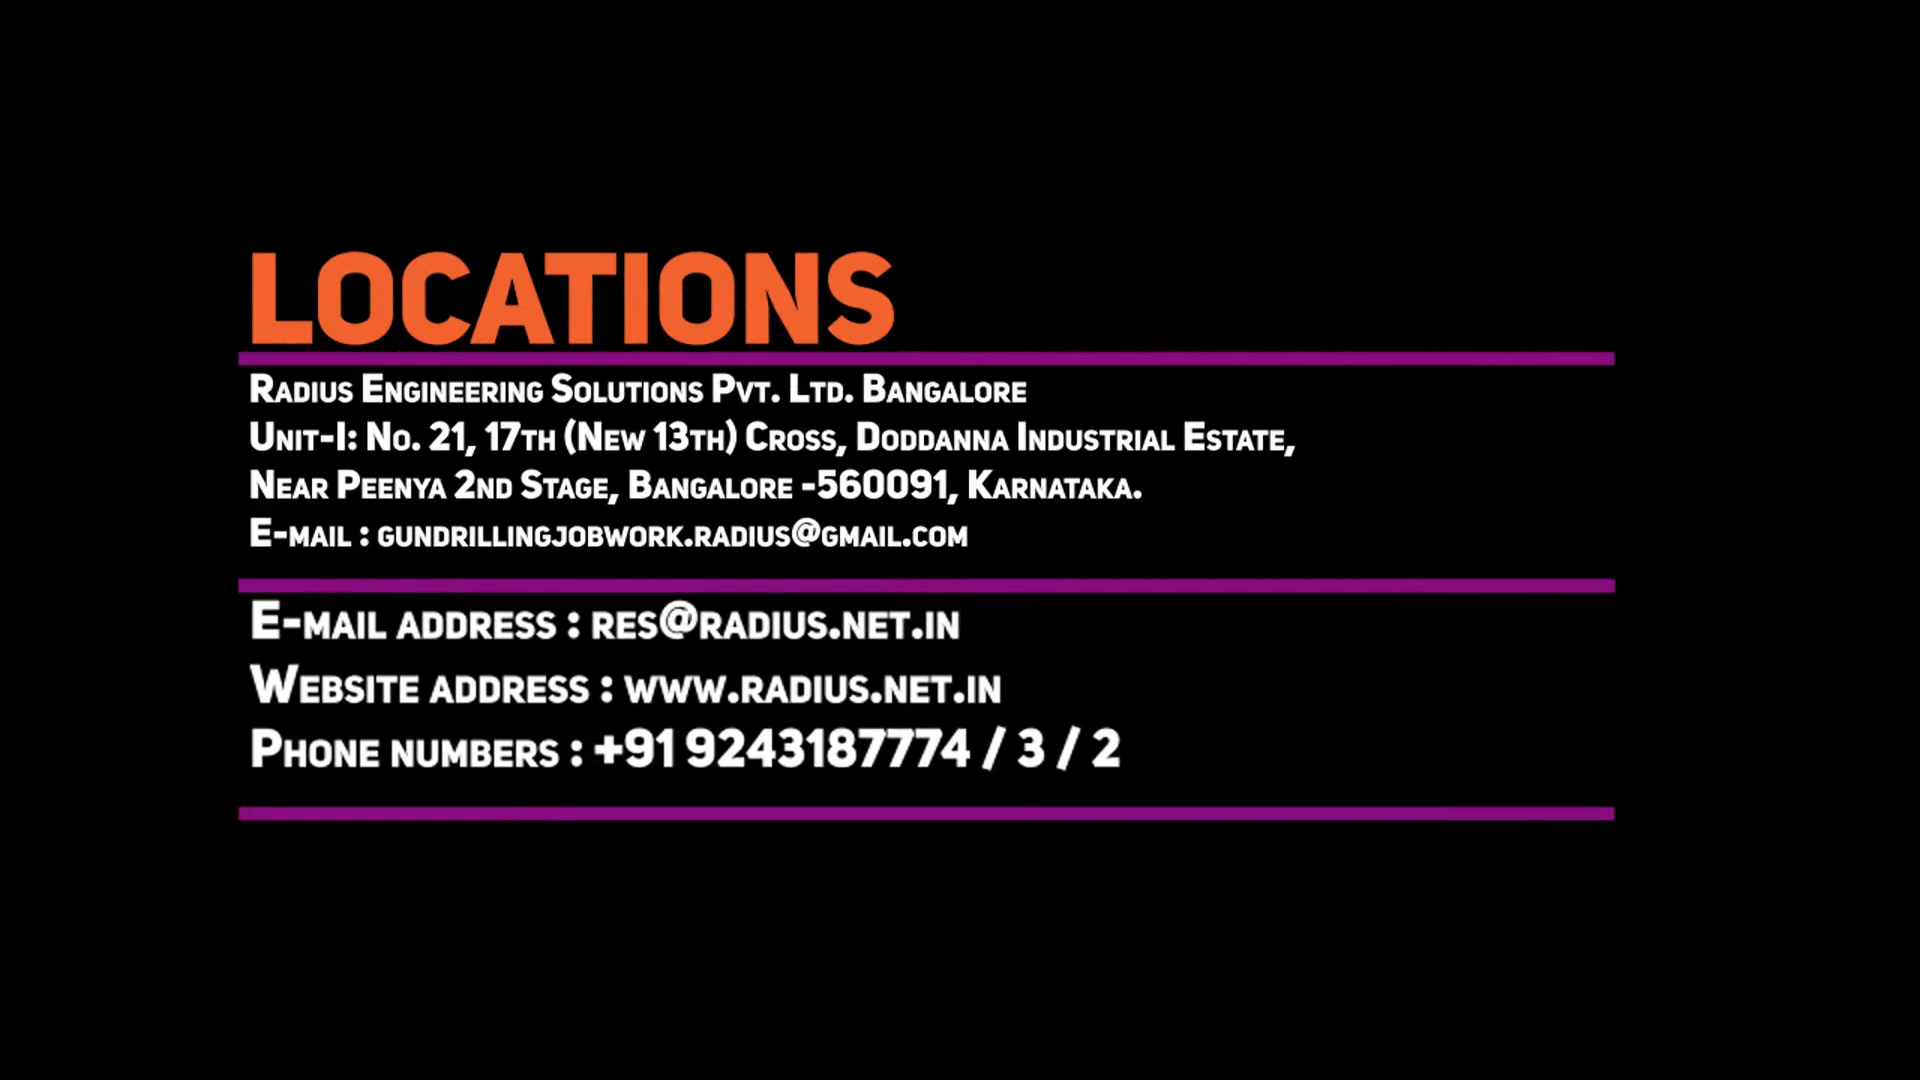 LOCATIONS
Radius Engineering Solutions Pvt. Ltd. Bangalore
Unit-I: No. 21, 17th (New 13th) Cross, Doddanna Industrial Estate,
Near Peenya 2nd Stage, Bangalore -560091, Karnataka.
E-mail : gundrillingjobwork.radius@gmail.com
E-mail address : res@radius.net.in
Website address : www.radius.net.in
Phone numbers : +91 9243187774 / 3 / 2